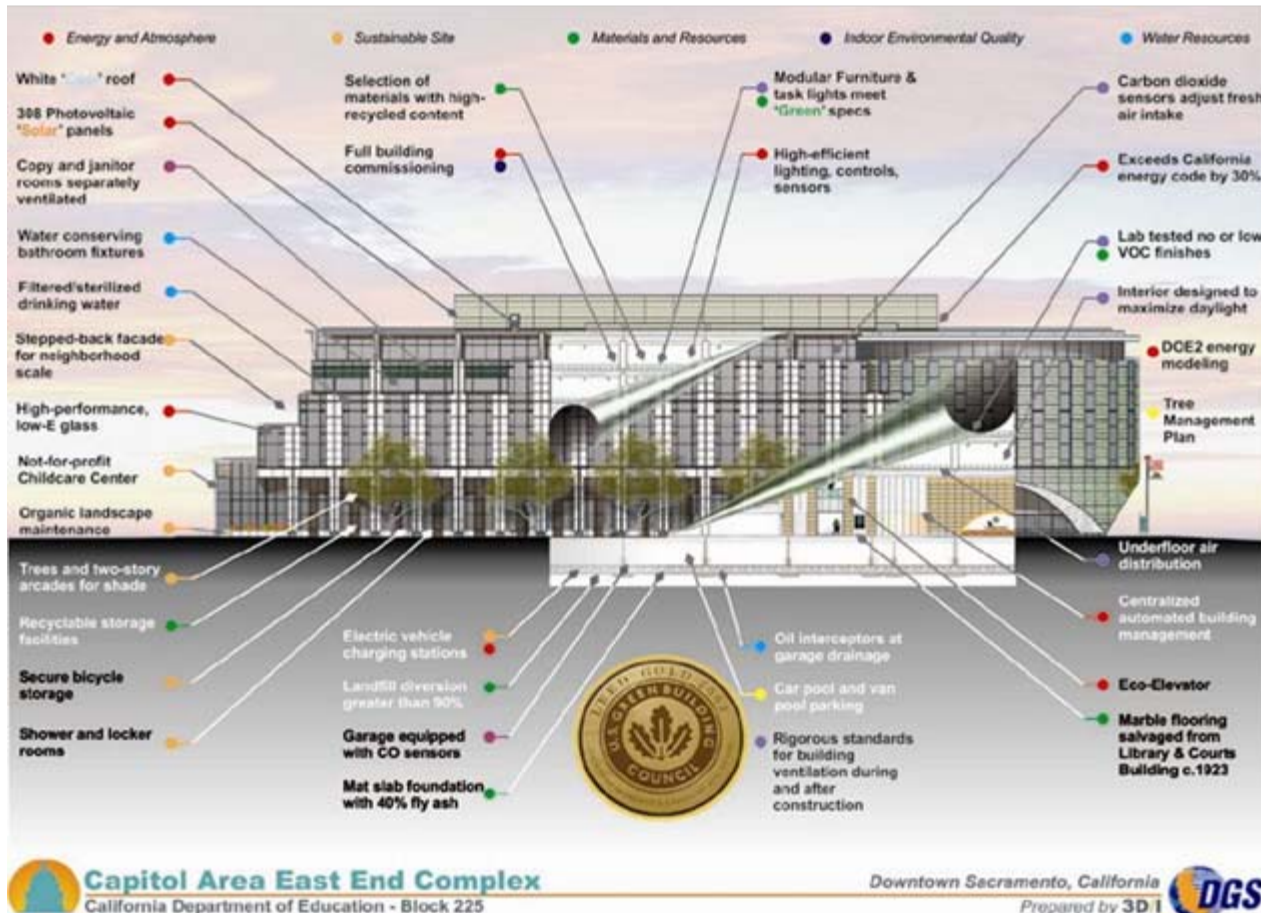 Energy and Atmosphere
Sustainable Site
Materials and Resources
Indoor Environmental Quality
Water Resources
White "Cool" roof
308 Photovoltaic
"Solar" panels
Copy and janitor
rooms separately
ventilated
Water conserving
bathroom fixtures
Filtered/sterilized
drinking water
Stepped-back facade
for neighborhood
scale
High-performance,
low-E glass
Not-for-profit
Childcare Center
Organic landscape
maintenance
Trees and two-story
arcades for shade
Recyclable storage
facilities
Secure bicycle
storage
Shower and locker
rooms
Selection of
materials with high-
recycled content
Full building
commissioning
Modular Furniture &
task lights meet
"Green" specs
High-efficient
lighting, controls,
sensors
Carbon dioxide
sensors adjust fresh
air intake
Exceeds California
energy code by 30%
Lab tested no or low
VOC finishes
Interior designed to
maximize daylight
DOE2 energy
modeling
Tree
Management
Plan
Underfloor air
distribution
Centralized
automated building
management
Eco-Elevator
Marble flooring
salvaged from
Library & Courts
Building c.1923
Electric vehicle
charging stations
Landfill diversion
greater than 90%
Garage equipped
with CO sensors
Mat slab foundation
with 40% fly ash
Oil interceptors at
garage drainage
Car pool and van
pool parking
Rigorous standards
for building
ventilation during
and after
construction
U.S. GREEN BUILDING
COUNCIL
Capitol Area East End Complex
California Department of Education - Block 225
Downtown Sacramento, California
Prepared by 3D/I
DGS